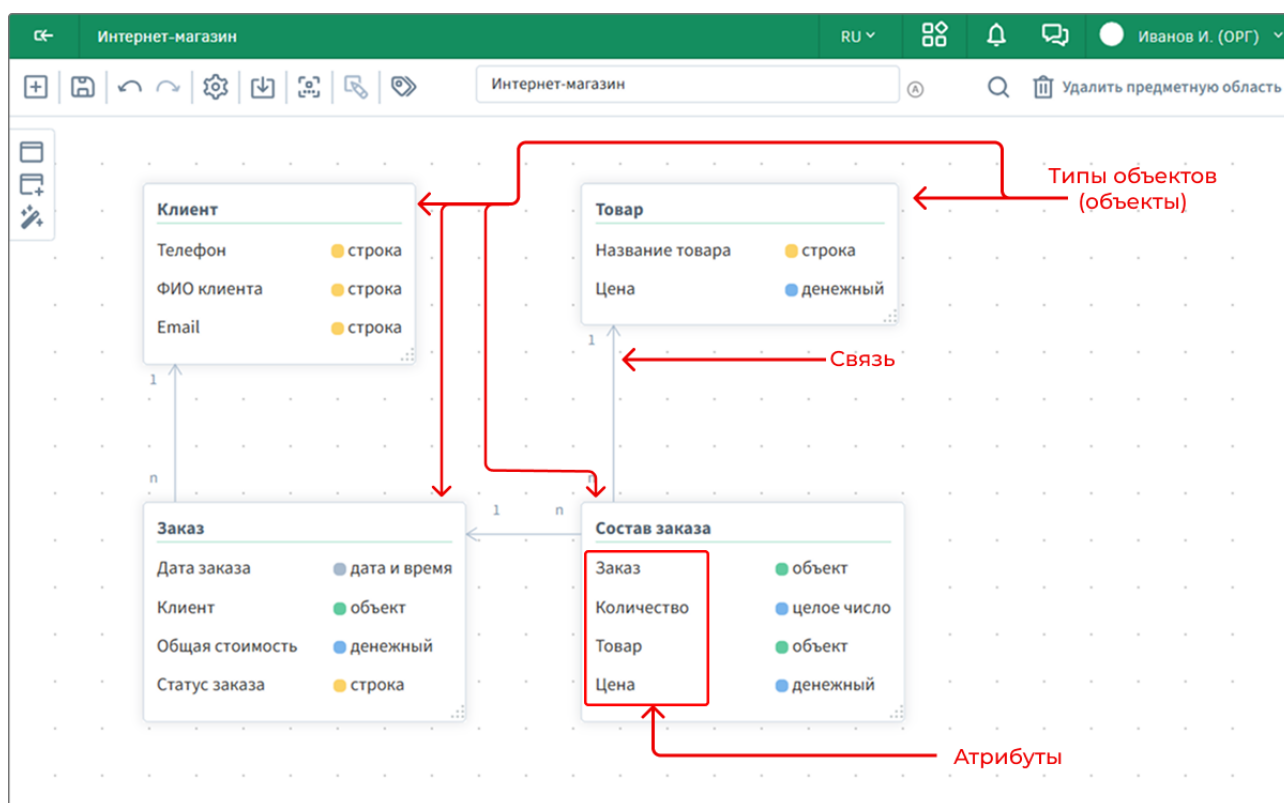 Интернет-магазин
RU
Иванов И. (ОРГ)
Интернет-магазин
A
Удалить предметную область
Типы объектов
(объекты)
Клиент
Телефон строка
ФИО клиента строка
Email строка
Товар
Название товара строка
Цена денежный
1
Связь
1
n
n
1 n
Заказ
Дата заказа дата и время
Клиент объект
Общая стоимость денежный
Статус заказа строка
Состав заказа
Заказ объект
Количество целое число
Товар объект
Цена денежный
Атрибуты